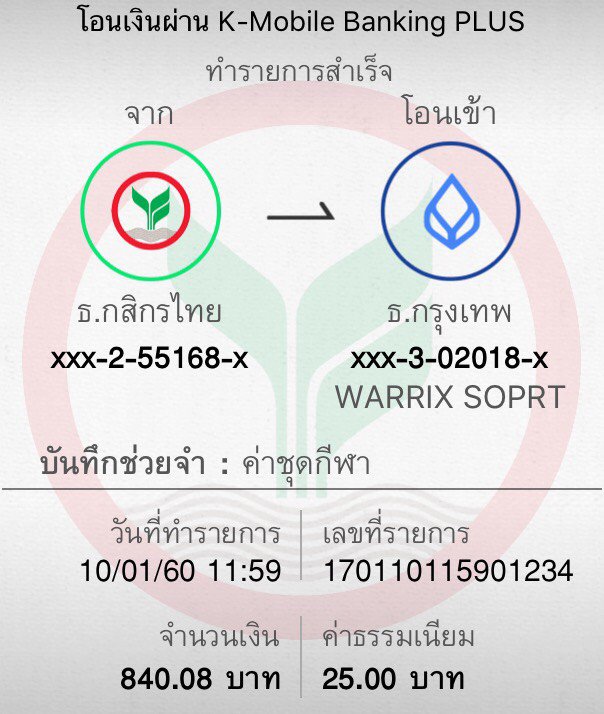 โอนเงินผ่าน K-Mobile Banking PLUS
ทำรายการสำเร็จ
จาก
โอนเข้า
ธ.กสิกรไทย
ธ.กรุงเทพ
xxx-2-55168-x
xxx-3-02018-x
WARRIX SOPRT
บันทึกช่วยจำ : ค่าชุดกีฬา
วันที่ทำรายการ
เลขที่รายการ
10/01/60 11:59
170110115901234
จำนวนเงิน
ค่าธรรมเนียม
840.08 บาท
25.00 บาท